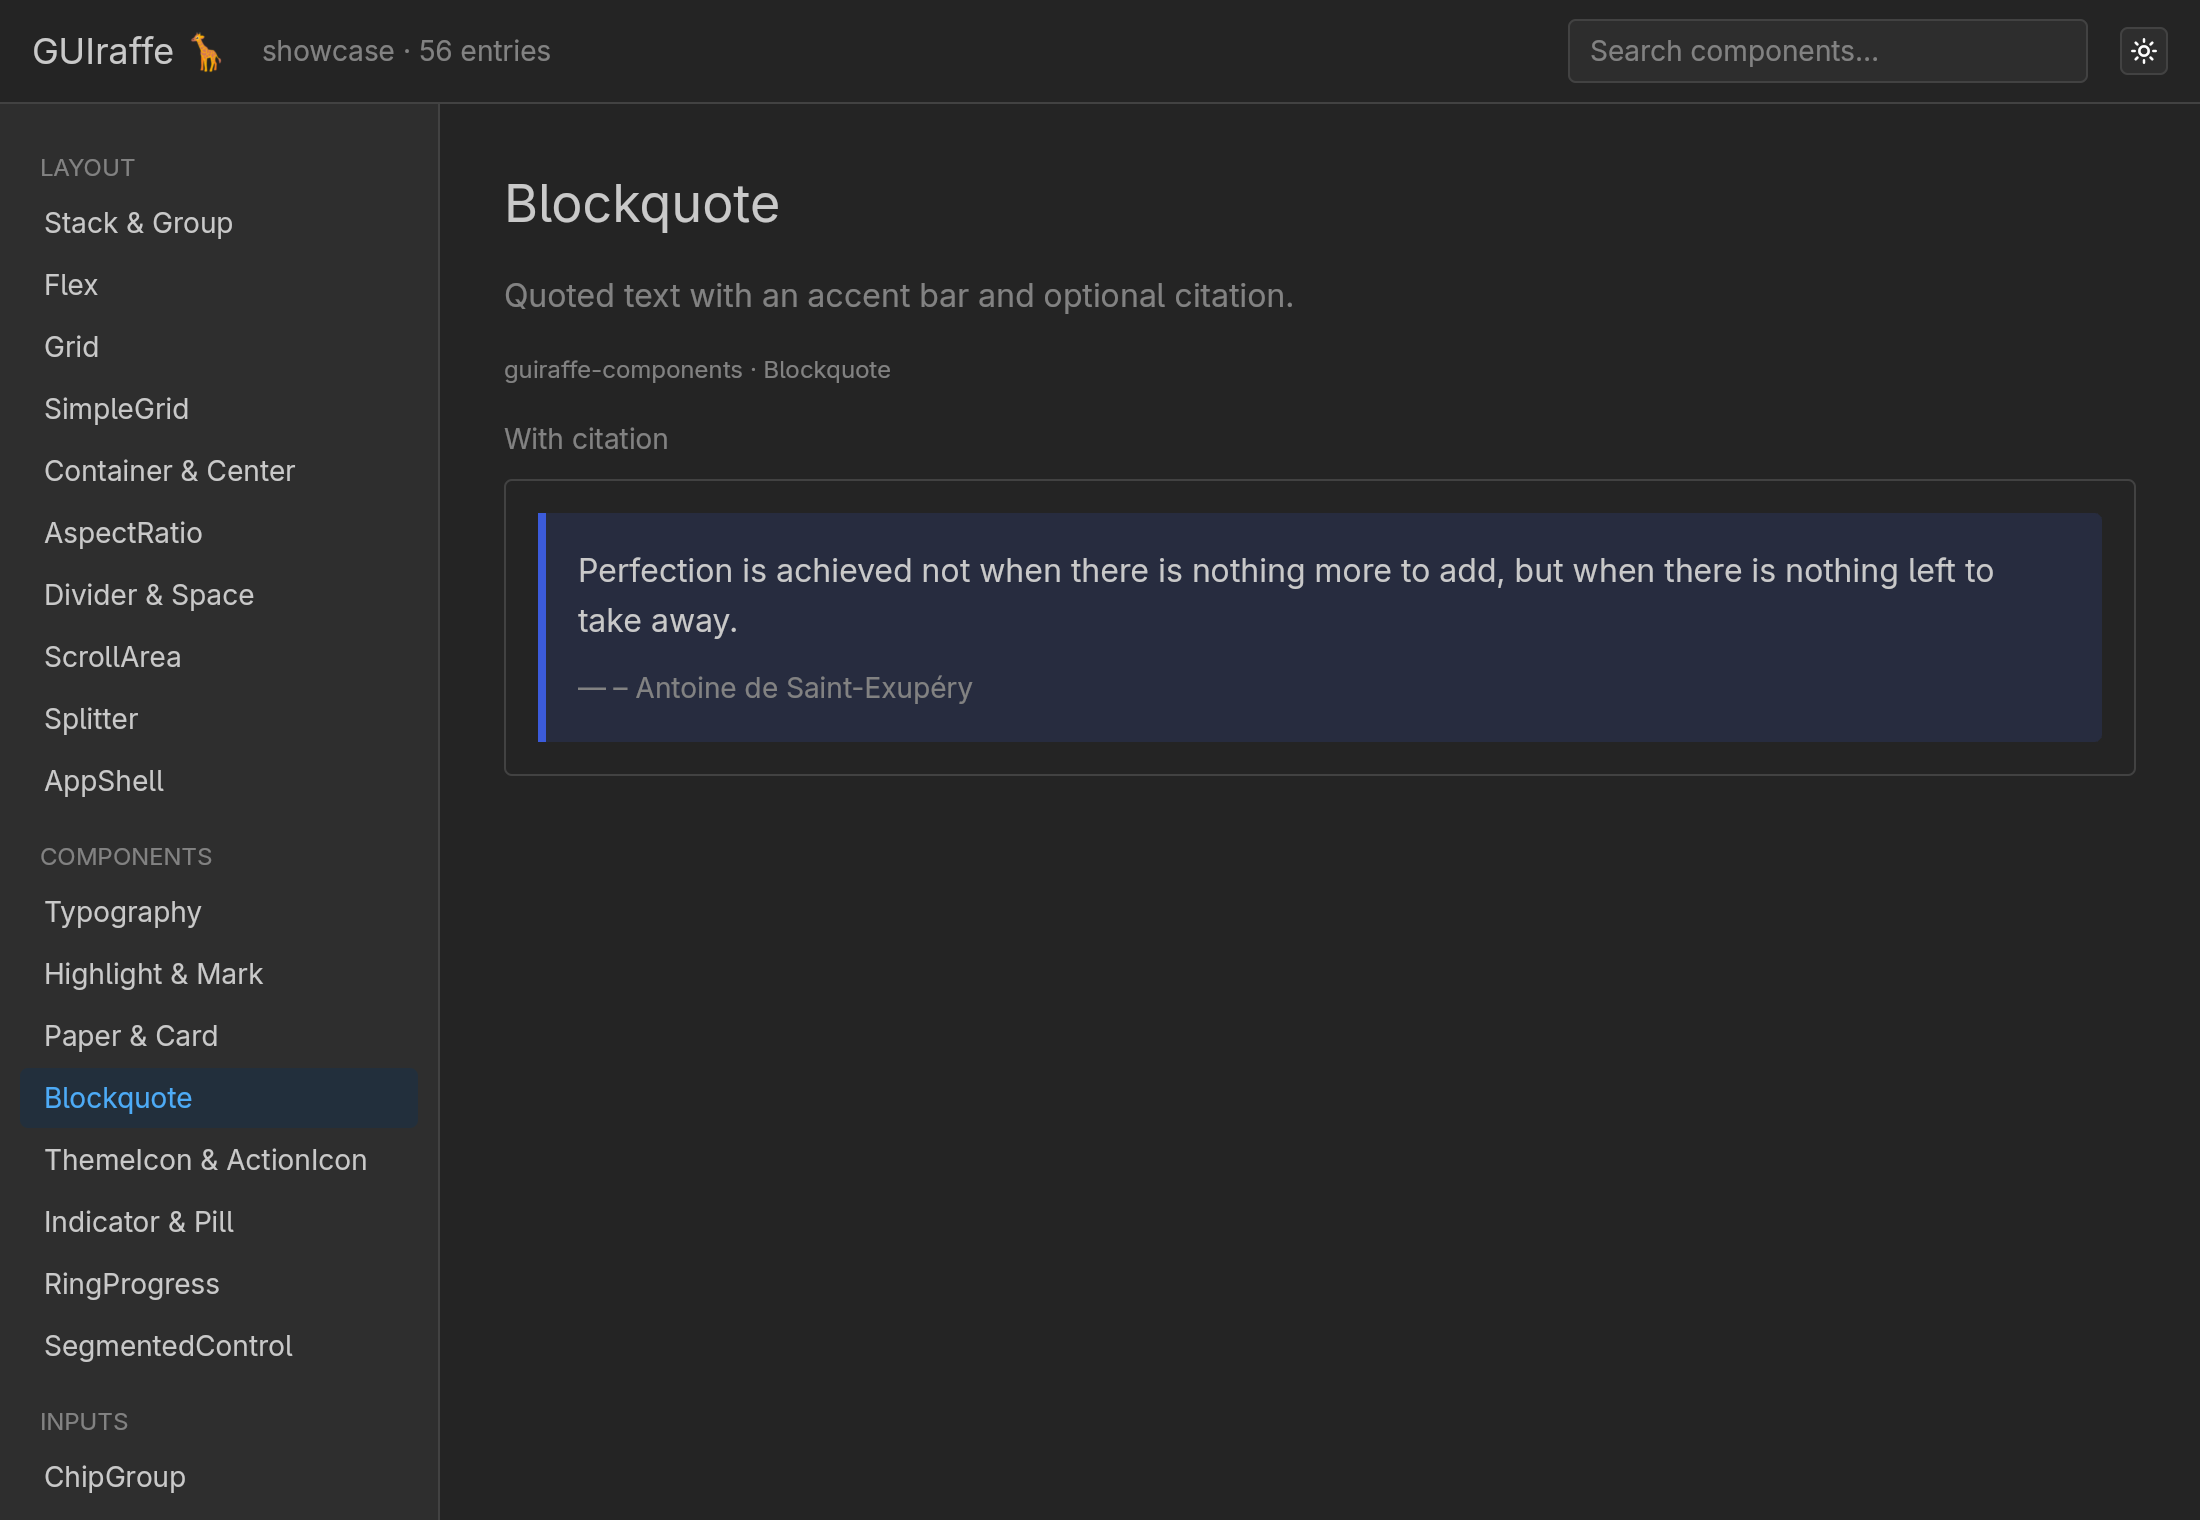 GUIraffe 🦒 showcase · 56 entries
Search components...
LAYOUT
Stack & Group
Flex
Grid
SimpleGrid
Container & Center
AspectRatio
Divider & Space
ScrollArea
Splitter
AppShell
COMPONENTS
Typography
Highlight & Mark
Paper & Card
Blockquote
ThemeIcon & ActionIcon
Indicator & Pill
RingProgress
SegmentedControl
INPUTS
ChipGroup
Blockquote
Quoted text with an accent bar and optional citation.
guiraffe-components · Blockquote
With citation
Perfection is achieved not when there is nothing more to add, but when there is nothing left to
take away.
— – Antoine de Saint-Exupéry